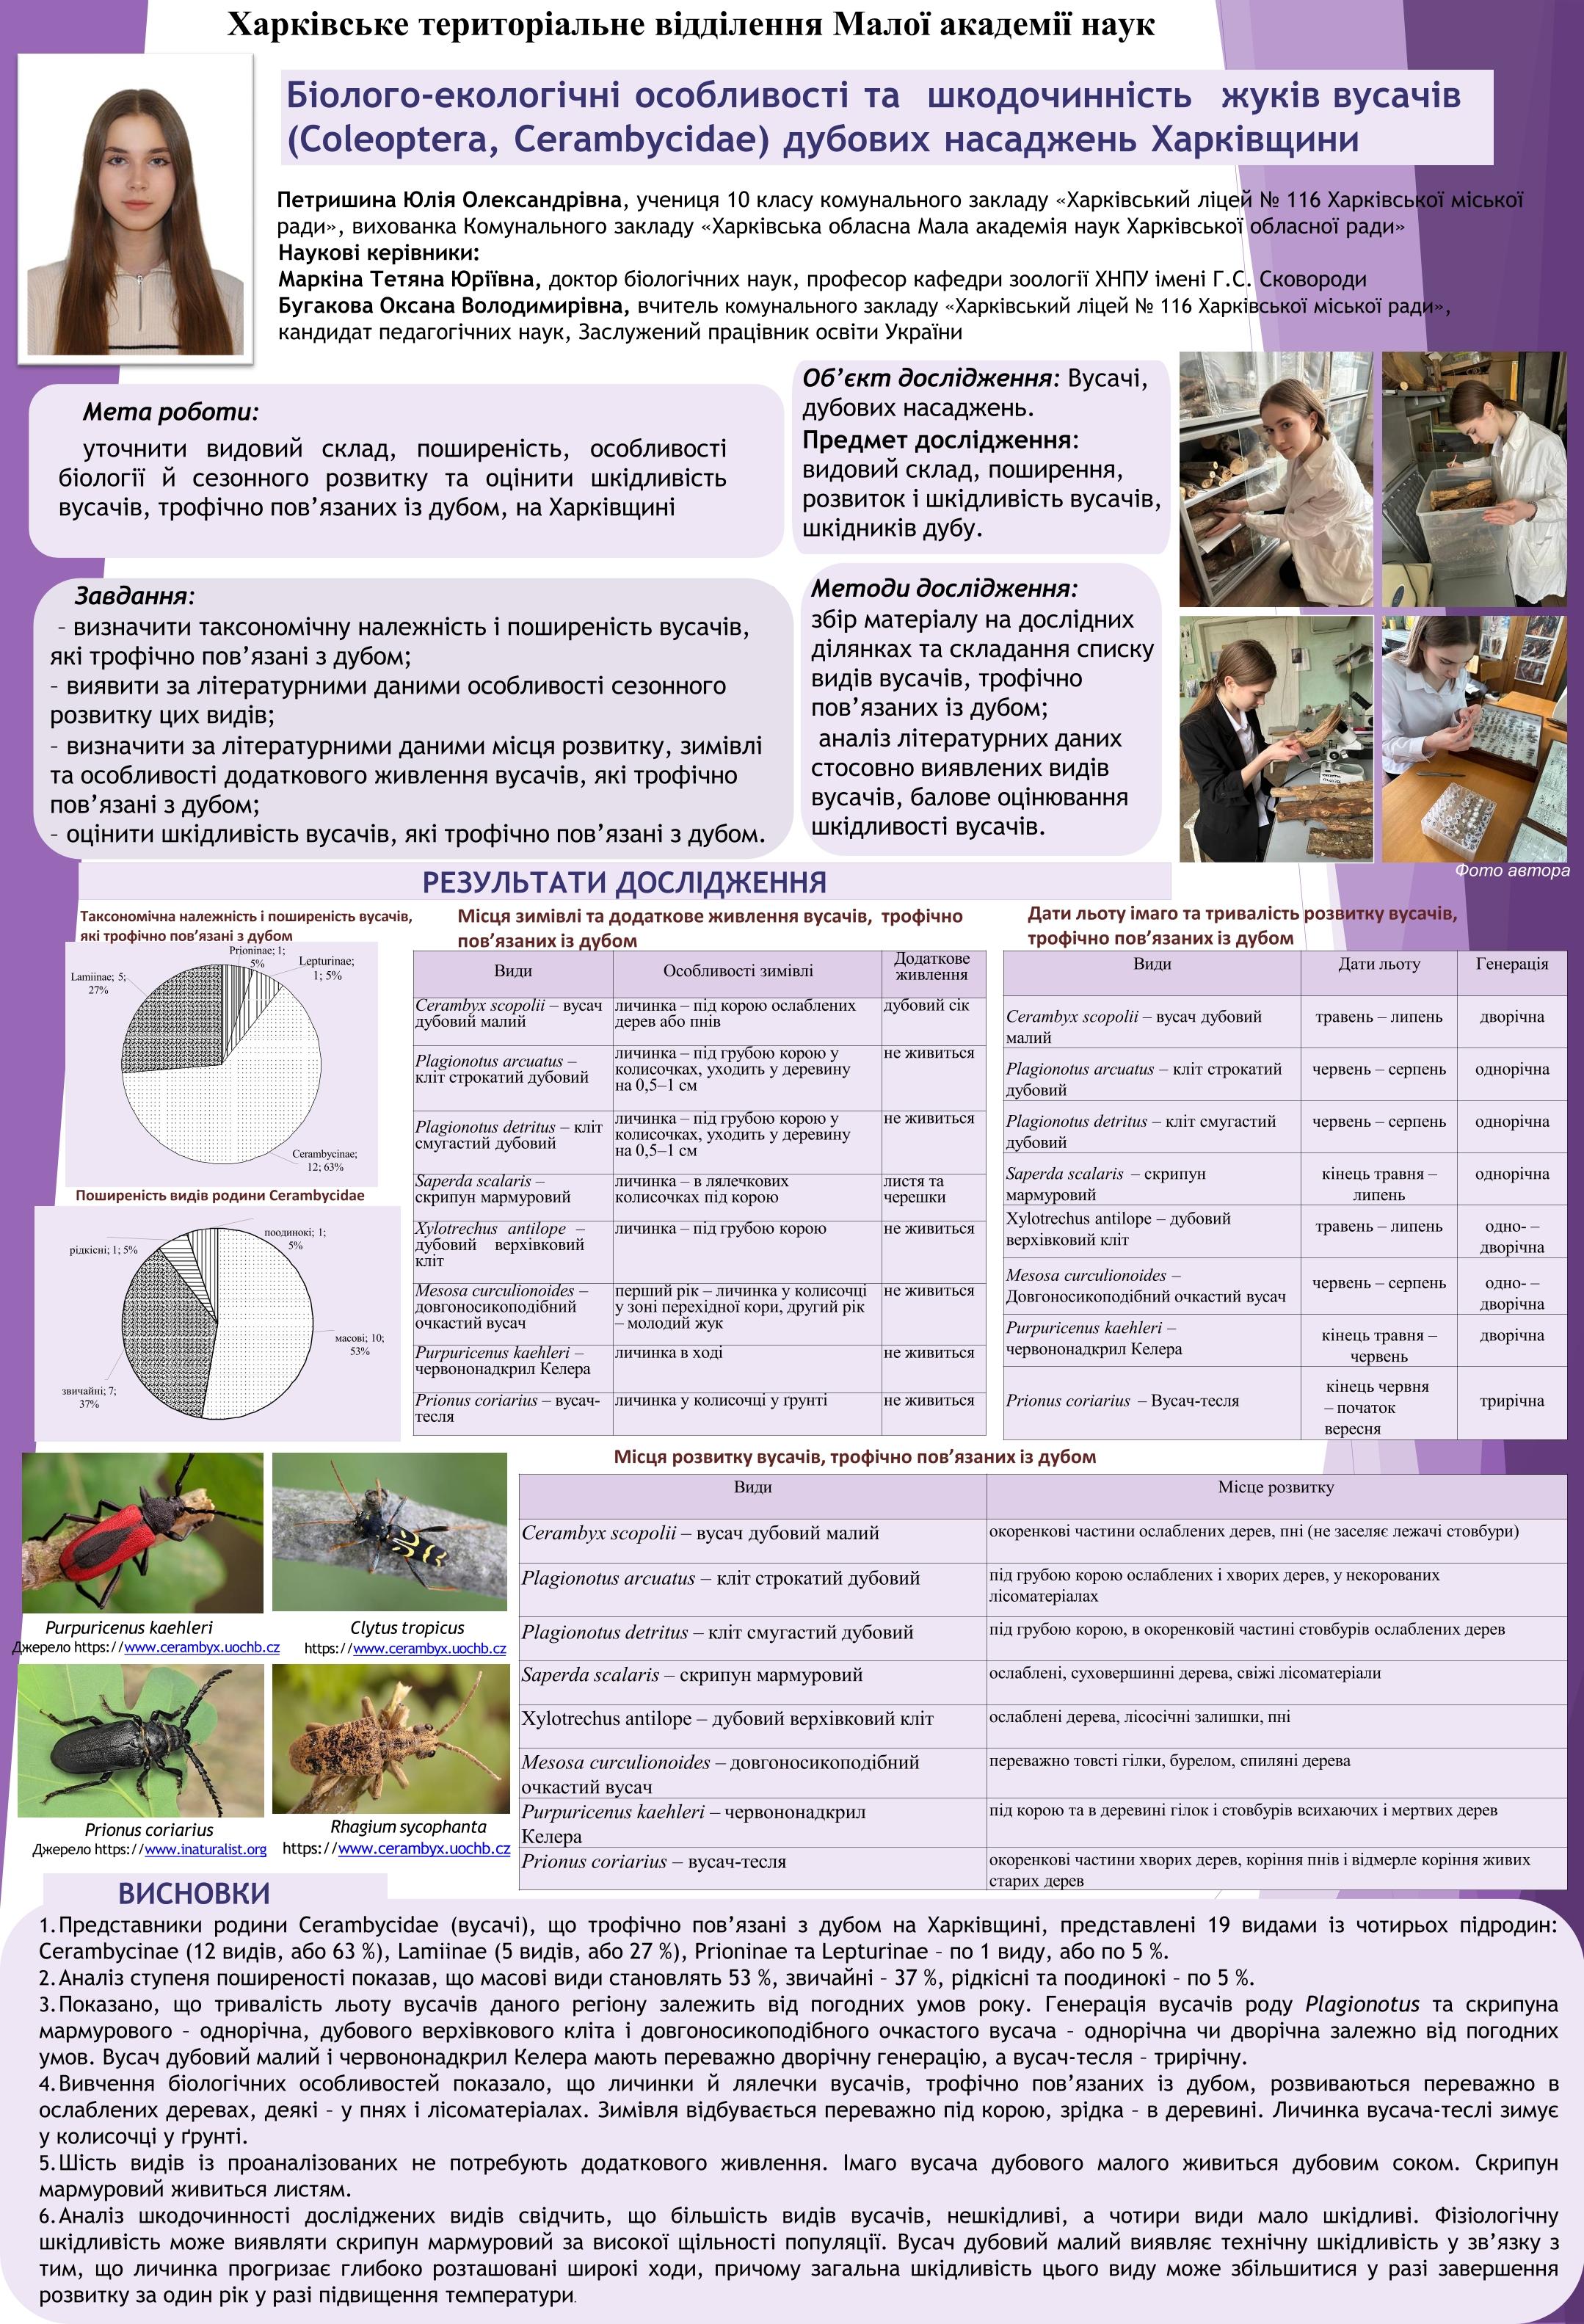 Харківське територіальне відділення Малої академії наук
Біолого-екологічні особливості та шкодочинність жуків вусачів
(Coleoptera, Cerambycidae) дубових насаджень Харківщини
Петришина Юлія Олександрівна, учениця 10 класу комунального закладу «Харківський ліцей № 116 Харківської міської
ради», вихованка Комунального закладу «Харківська обласна Мала академія наук Харківської обласної ради»
Наукові керівники:
Маркіна Тетяна Юріївна, доктор біологічних наук, професор кафедри зоології ХНПУ імені Г.С. Сковороди
Бугакова Оксана Володимирівна, вчитель комунального закладу «Харківський ліцей № 116 Харківської міської ради»,
кандидат педагогічних наук, Заслужений працівник освіти України
Мета роботи:
уточнити видовий склад, поширеність, особливості
біології й сезонного розвитку та оцінити шкідливість
вусачів, трофічно пов’язаних із дубом, на Харківщині
Об’єкт дослідження: Вусачі,
дубових насаджень.
Предмет дослідження:
видовий склад, поширення,
розвиток і шкідливість вусачів,
шкідників дубу.
Завдання:
- визначити таксономічну належність і поширеність вусачів,
які трофічно пов’язані з дубом;
- виявити за літературними даними особливості сезонного
розвитку цих видів;
- визначити за літературними даними місця розвитку, зимівлі
та особливості додаткового живлення вусачів, які трофічно
пов’язані з дубом;
- оцінити шкідливість вусачів, які трофічно пов’язані з дубом.
Методи дослідження:
збір матеріалу на дослідних
ділянках та складання списку
видів вусачів, трофічно
пов’язаних із дубом;
аналіз літературних даних
стосовно виявлених видів
вусачів, балове оцінювання
шкідливості вусачів.
Фото автора
РЕЗУЛЬТАТИ ДОСЛІДЖЕННЯ
Таксономічна належність і поширеність вусачів,
які трофічно пов’язані з дубом
Prioninae; 1;
5%
Lepturinae;
1; 5%
Lamiinae; 5;
27%
Cerambycinae;
12; 63%
Поширеність видів родини Cerambycidae
поодинокі; 1;
5%
рідкісні; 1; 5%
масові; 10;
53%
звичайні; 7;
37%
Місця зимівлі та додаткове живлення вусачів, трофічно
пов’язаних із дубом
Види Особливості зимівлі Додаткове
живлення
Cerambyx scopolii – вусач личинка – під корою ослаблених дубовий сік
дубовий малий дерев або пнів
Plagionotus arcuatus – личинка – під грубою корою у не живиться
кліт строкатий дубовий колисочках, уходить у деревину
на 0,5–1 см
Plagionotus detritus – кліт личинка – під грубою корою у не живиться
смугастий дубовий колисочках, уходить у деревину
на 0,5–1 см
Saperda scalaris – личинка – в лялечкових листя та
скрипун мармуровий колисочках під корою черешки
Xylotrechus antilope – личинка – під грубою корою не живиться
дубовий верхівковий
кліт
Mesosa curculionoides – перший рік – личинка у колисочці не живиться
довгоносикоподібний у зоні перехідної кори, другий рік
очкастий вусач – молодий жук
Purpuricenus kaehleri – личинка в ході не живиться
червононадкрил Келера
Prionus coriarius – вусач- личинка у колисочці у ґрунті не живиться
тесля
Дати льоту імаго та тривалість розвитку вусачів,
трофічно пов’язаних із дубом
Види Дати льоту Генерація
Cerambyx scopolii – вусач дубовий травень – липень дворічна
малий
Plagionotus arcuatus – кліт строкатий червень – серпень однорічна
дубовий
Plagionotus detritus – кліт смугастий червень – серпень однорічна
дубовий
Saperda scalaris – скрипун кінець травня – однорічна
мармуровий липень
Xylotrechus antilope – дубовий травень – липень одно- –
верхівковий кліт дворічна
Mesosa curculionoides – червень – серпень одно- –
Довгоносикоподібний очкастий вусач дворічна
Purpuricenus kaehleri – кінець травня – дворічна
червононадкрил Келера червень
Prionus coriarius – Вусач-тесля кінець червня трирічна
– початок
вересня
Purpuricenus kaehleri
Джерело https://www.cerambyx.uochb.cz
Clytus tropicus
https://www.cerambyx.uochb.cz
Prionus coriarius
Джерело https://www.inaturalist.org
Rhagium sycophanta
https://www.cerambyx.uochb.cz
Місця розвитку вусачів, трофічно пов’язаних із дубом
Види Місце розвитку
Cerambyx scopolii – вусач дубовий малий окоренкові частини ослаблених дерев, пні (не заселяє лежачі стовбури)
Plagionotus arcuatus – кліт строкатий дубовий під грубою корою ослаблених і хворих дерев, у некорованих
лісоматеріалах
Plagionotus detritus – кліт смугастий дубовий під грубою корою, в окоренковій частині стовбурів ослаблених дерев
Saperda scalaris – скрипун мармуровий ослаблені, суховершинні дерева, свіжі лісоматеріали
Xylotrechus antilope – дубовий верхівковий кліт ослаблені дерева, лісосічні залишки, пні
Mesosa curculionoides – довгоносикоподібний переважно товсті гілки, бурелом, спиляні дерева
очкастий вусач
Purpuricenus kaehleri – червононадкрил під корою та в деревині гілок і стовбурів всихаючих і мертвих дерев
Келера
Prionus coriarius – вусач-тесля окоренкові частини хворих дерев, коріння пнів і відмерле коріння живих
старих дерев
ВИСНОВКИ
1.Представники родини Cerambycidae (вусачі), що трофічно пов’язані з дубом на Харківщині, представлені 19 видами із чотирьох підродин:
Cerambycinae (12 видів, або 63 %), Lamiinae (5 видів, або 27 %), Prioninae та Lepturinae – по 1 виду, або по 5 %.
2.Аналіз ступеня поширеності показав, що масові види становлять 53 %, звичайні – 37 %, рідкісні та поодинокі – по 5 %.
3.Показано, що тривалість льоту вусачів даного регіону залежить від погодних умов року. Генерація вусачів роду Plagionotus та скрипуна
мармурового – однорічна, дубового верхівкового кліта і довгоносикоподібного очкастого вусача – однорічна чи дворічна залежно від погодних
умов. Вусач дубовий малий і червононадкрил Келера мають переважно дворічну генерацію, а вусач-тесля – трирічну.
4.Вивчення біологічних особливостей показало, що личинки й лялечки вусачів, трофічно пов’язаних із дубом, розвиваються переважно в
ослаблених деревах, деякі – у пнях і лісоматеріалах. Зимівля відбувається переважно під корою, зрідка – в деревині. Личинка вусача-теслі зимує
у колисочці у ґрунті.
5.Шість видів із проаналізованих не потребують додаткового живлення. Імаго вусача дубового малого живиться дубовим соком. Скрипун
мармуровий живиться листям.
6.Аналіз шкодочинності досліджених видів свідчить, що більшість видів вусачів, нешкідливі, а чотири види мало шкідливі. Фізіологічну
шкідливість може виявляти скрипун мармуровий за високої щільності популяції. Вусач дубовий малий виявляє технічну шкідливість у зв’язку з
тим, що личинка прогризає глибоко розташовані широкі ходи, причому загальна шкідливість цього виду може збільшитися у разі завершення
розвитку за один рік у разі підвищення температури.